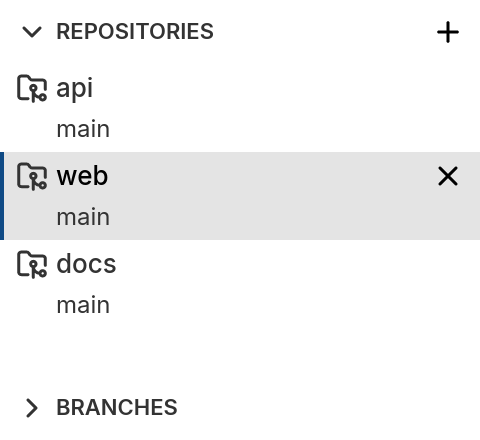 REPOSITORIES
api
main
web
main
docs
main
BRANCHES